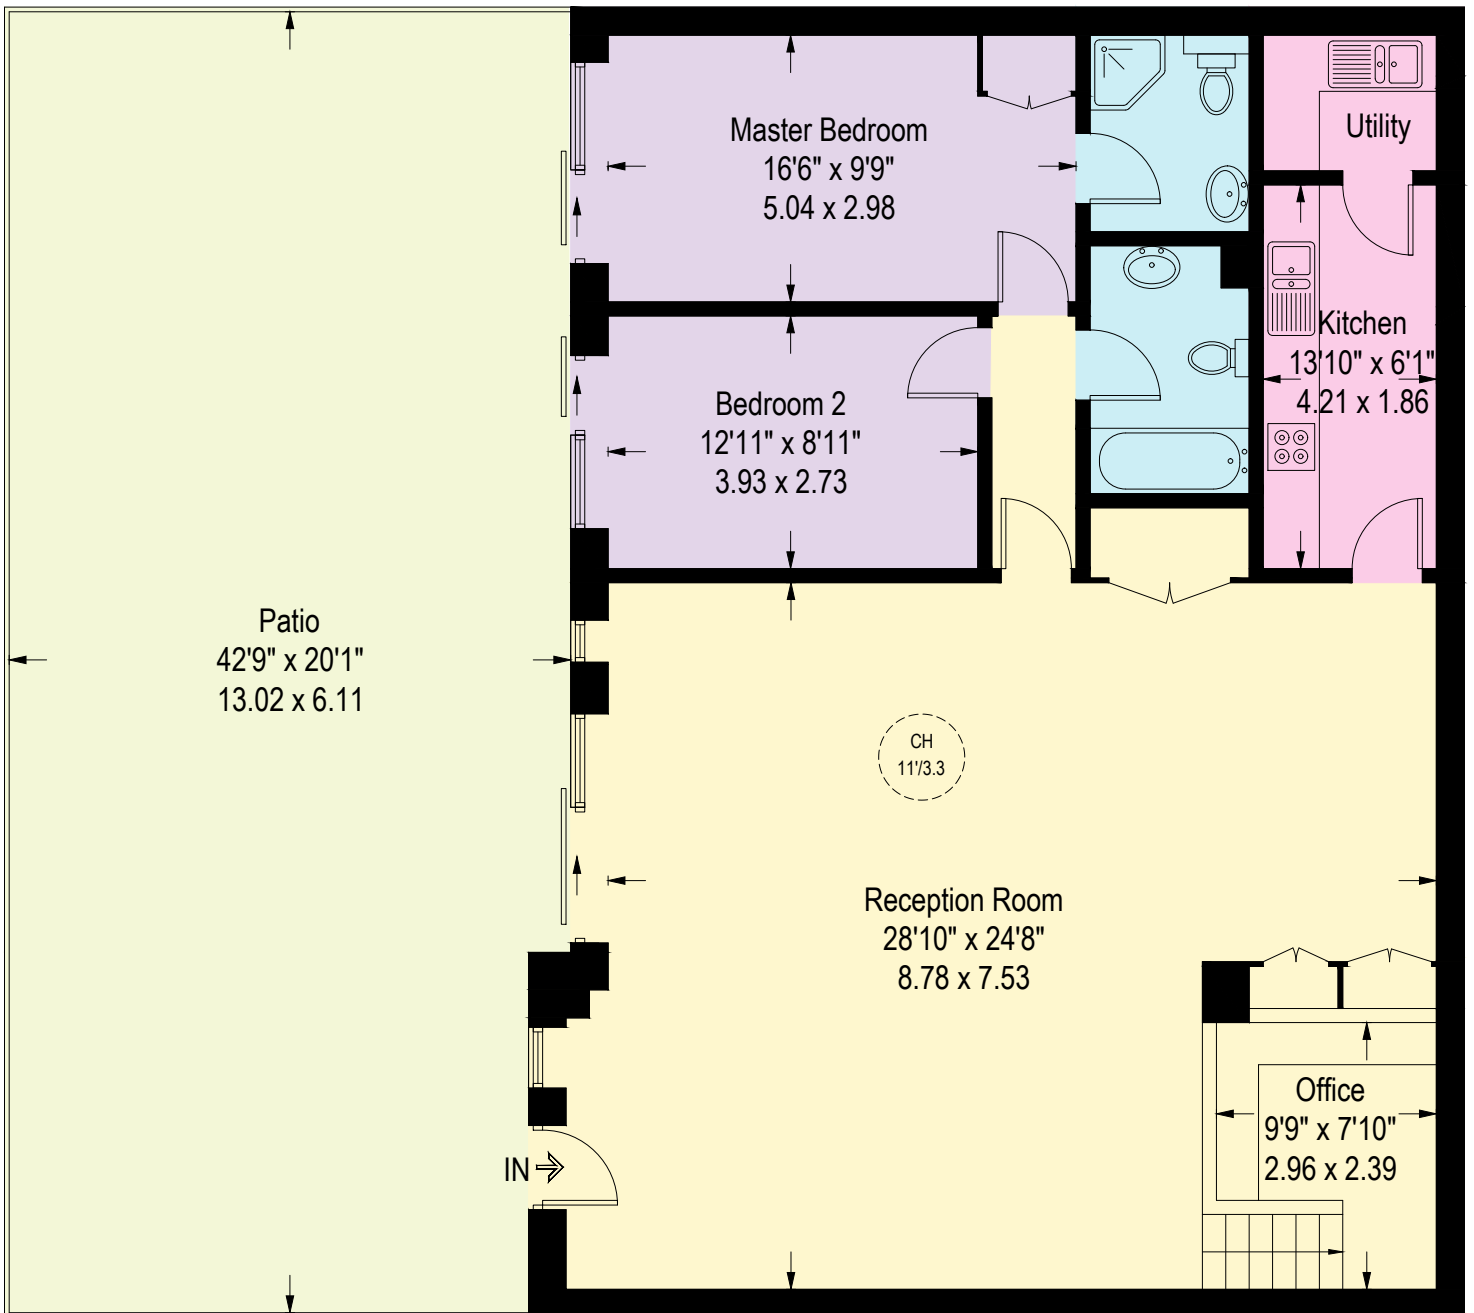 Master Bedroom
16'6" x 9'9"
5.04 x 2.98
Utility
Kitchen
13'10" x 6'1"
4.21 x 1.86
Bedroom 2
12'11" x 8'11"
3.93 x 2.73
Patio
42'9" x 20'1"
13.02 x 6.11
CH
11'/3.3
Reception Room
28'10" x 24'8"
8.78 x 7.53
Office
9'9" x 7'10"
2.96 x 2.39
IN